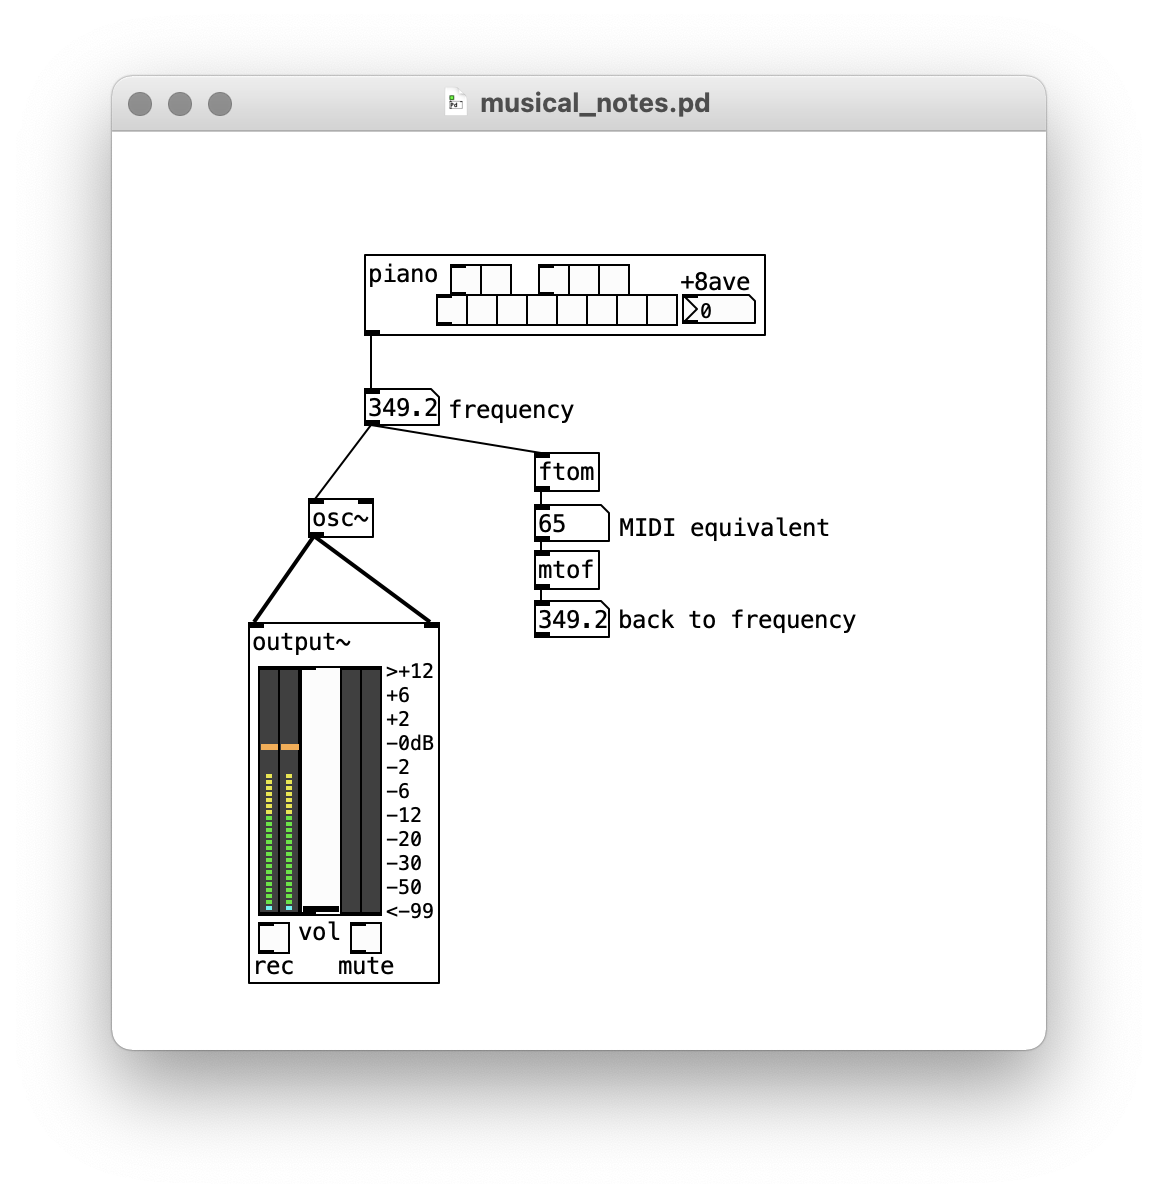 musical_notes.pd
piano
+8ave
0
349.2 frequency
ftom
osc~
65 MIDI equivalent
mtof
349.2 back to frequency
output~
>+12
+6
+2
-0dB
-2
-6
-12
-20
-30
-50
<-99
vol
rec mute